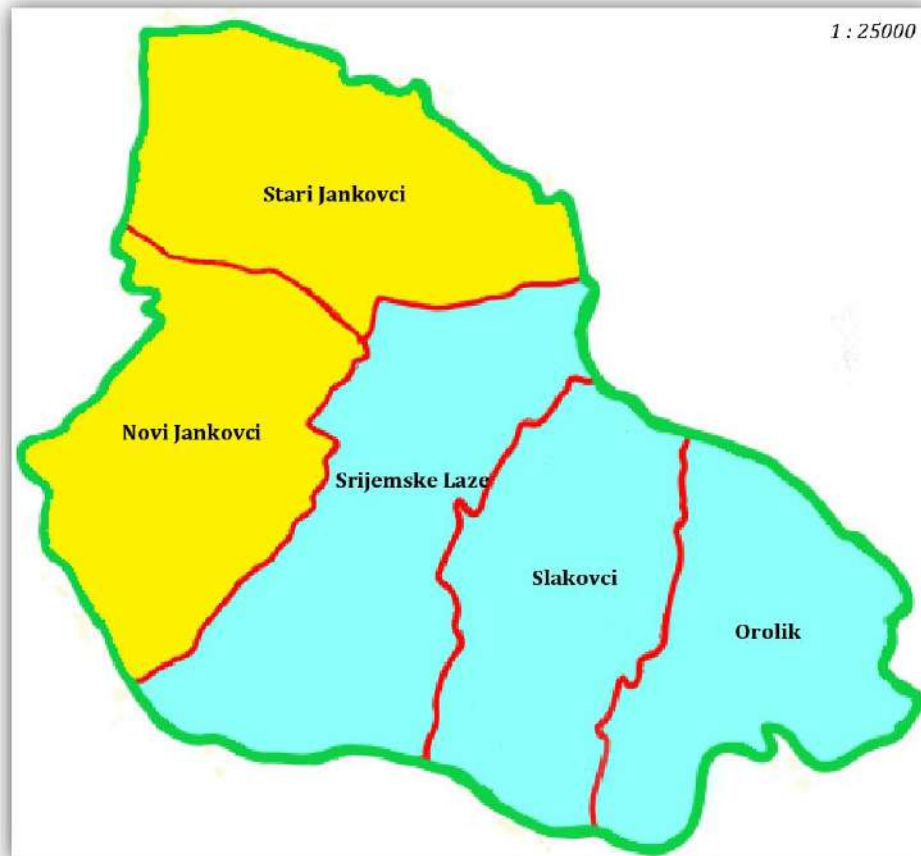 1 : 25000
Stari Jankovci
Novi Jankovci
Srijemske Laze
Slakovci
Orolik